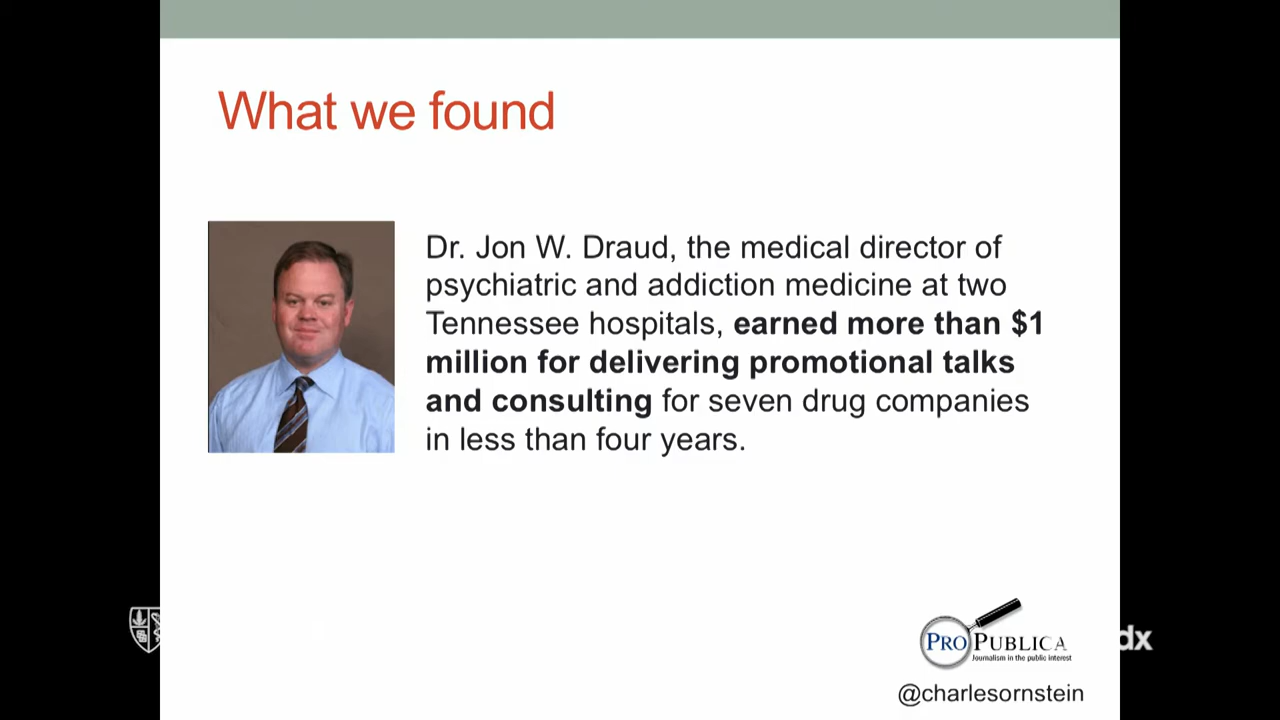 What we found
Dr. Jon W. Draud, the medical director of
psychiatric and addiction medicine at two
Tennessee hospitals, earned more than $1
million for delivering promotional talks
and consulting for seven drug companies
in less than four years.
PROPUBLICA
Journalism in the public interest
dx
@charlesornstein